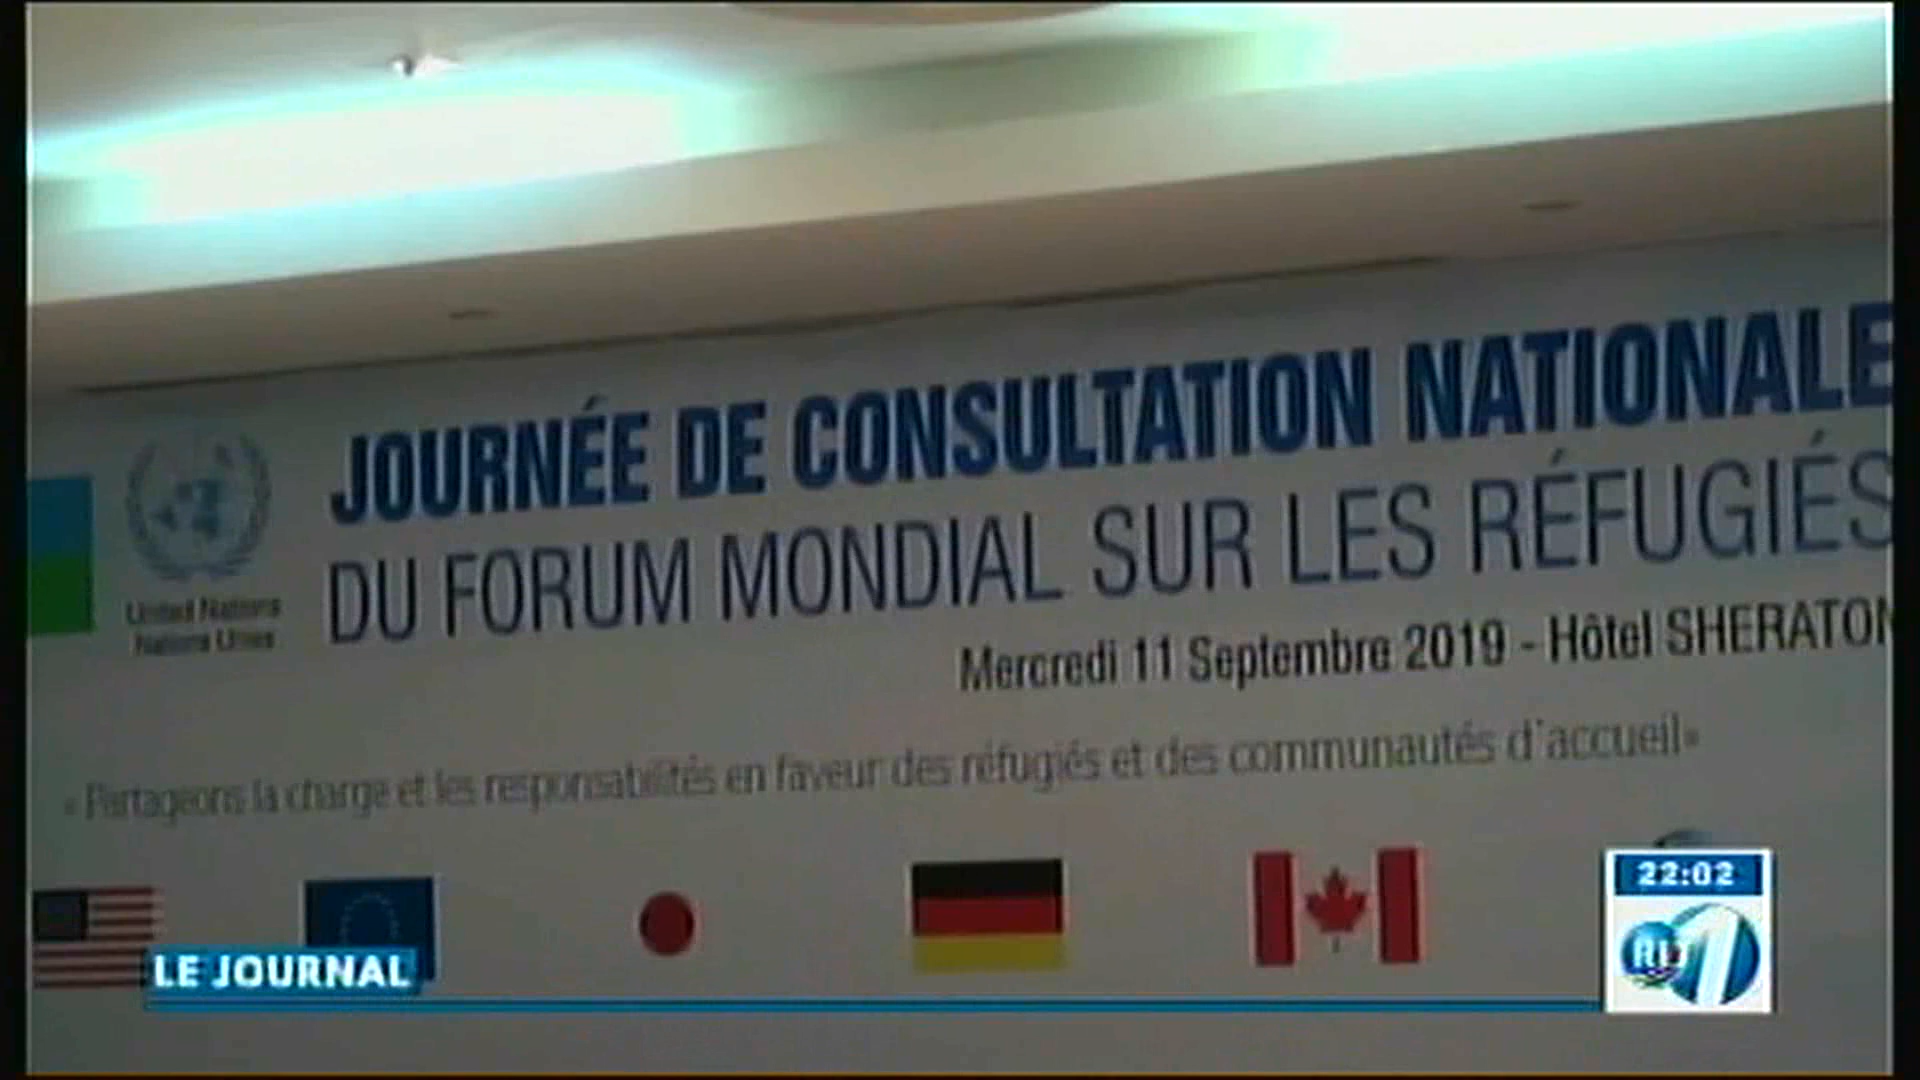 JOURNÉE DE CONSULTATION NATIONALE
DU FORUM MONDIAL SUR LES RÉFUGIÉS
United Nations
Nations Unies
Mercredi 11 Septembre 2019 - Hôtel SHERATON
« Partageons la charge et les responsabilités en faveur des réfugiés et des communautés d'accueil»
22:02
LE JOURNAL
RTD 1